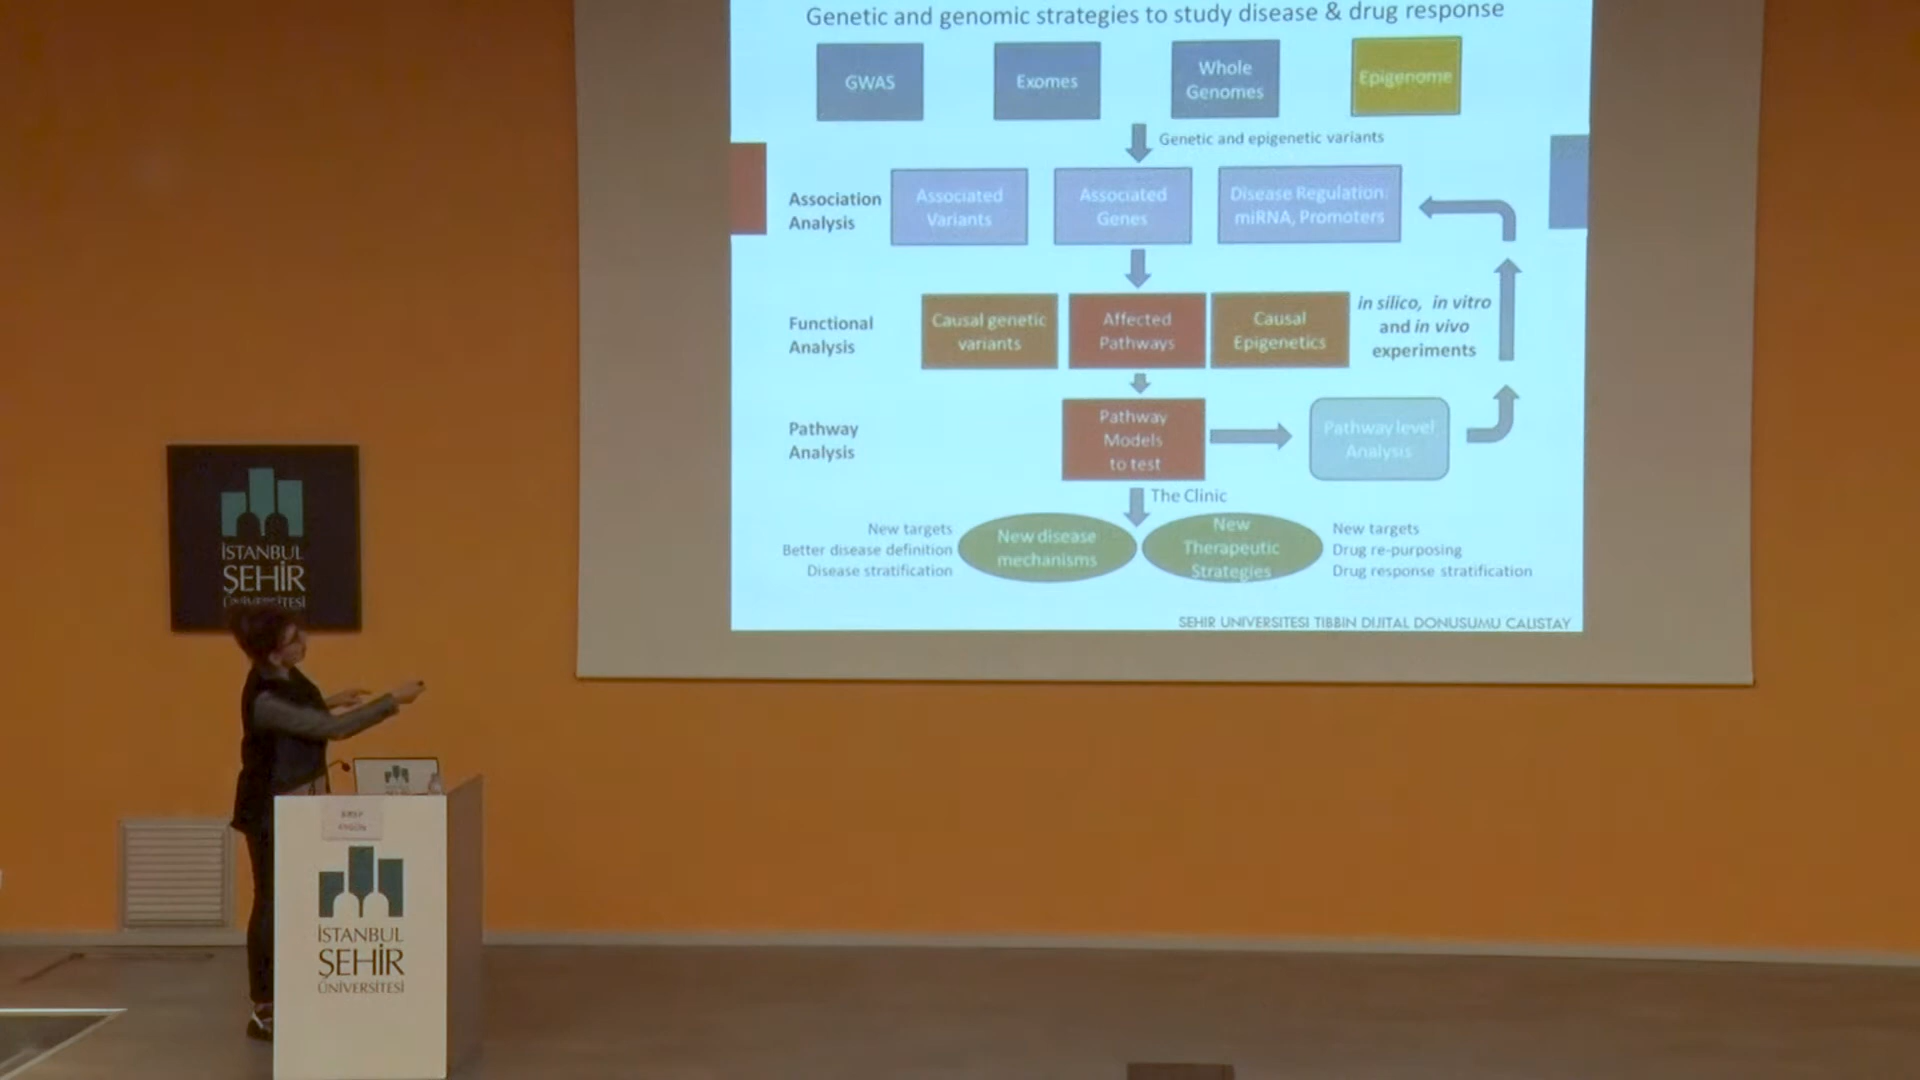 Genetic and genomic strategies to study disease & drug response
GWAS
Exomes
Whole
Genomes
Epigenome
Genetic and epigenetic variants
Association
Analysis
Associated
Variants
Associated
Genes
Disease Regulation:
miRNA, Promoters
Functional
Analysis
Causal genetic
variants
Affected
Pathways
Causal
Epigenetics
in silico, in vitro
and in vivo
experiments
Pathway
Analysis
Pathway
Models
to test
Pathway level
Analysis
The Clinic
New targets
Better disease definition
Disease stratification
New disease
mechanisms
New
Therapeutic
Strategies
New targets
Drug re-purposing
Drug response stratification
SEHIR UNIVERSITESI TIBBIN DIJITAL DONUSUMU CALISTAY
İSTANBUL
ŞEHİR
ÜNİVERSİTESİ
İSTANBUL
ŞEHİR
ÜNİVERSİTESİ